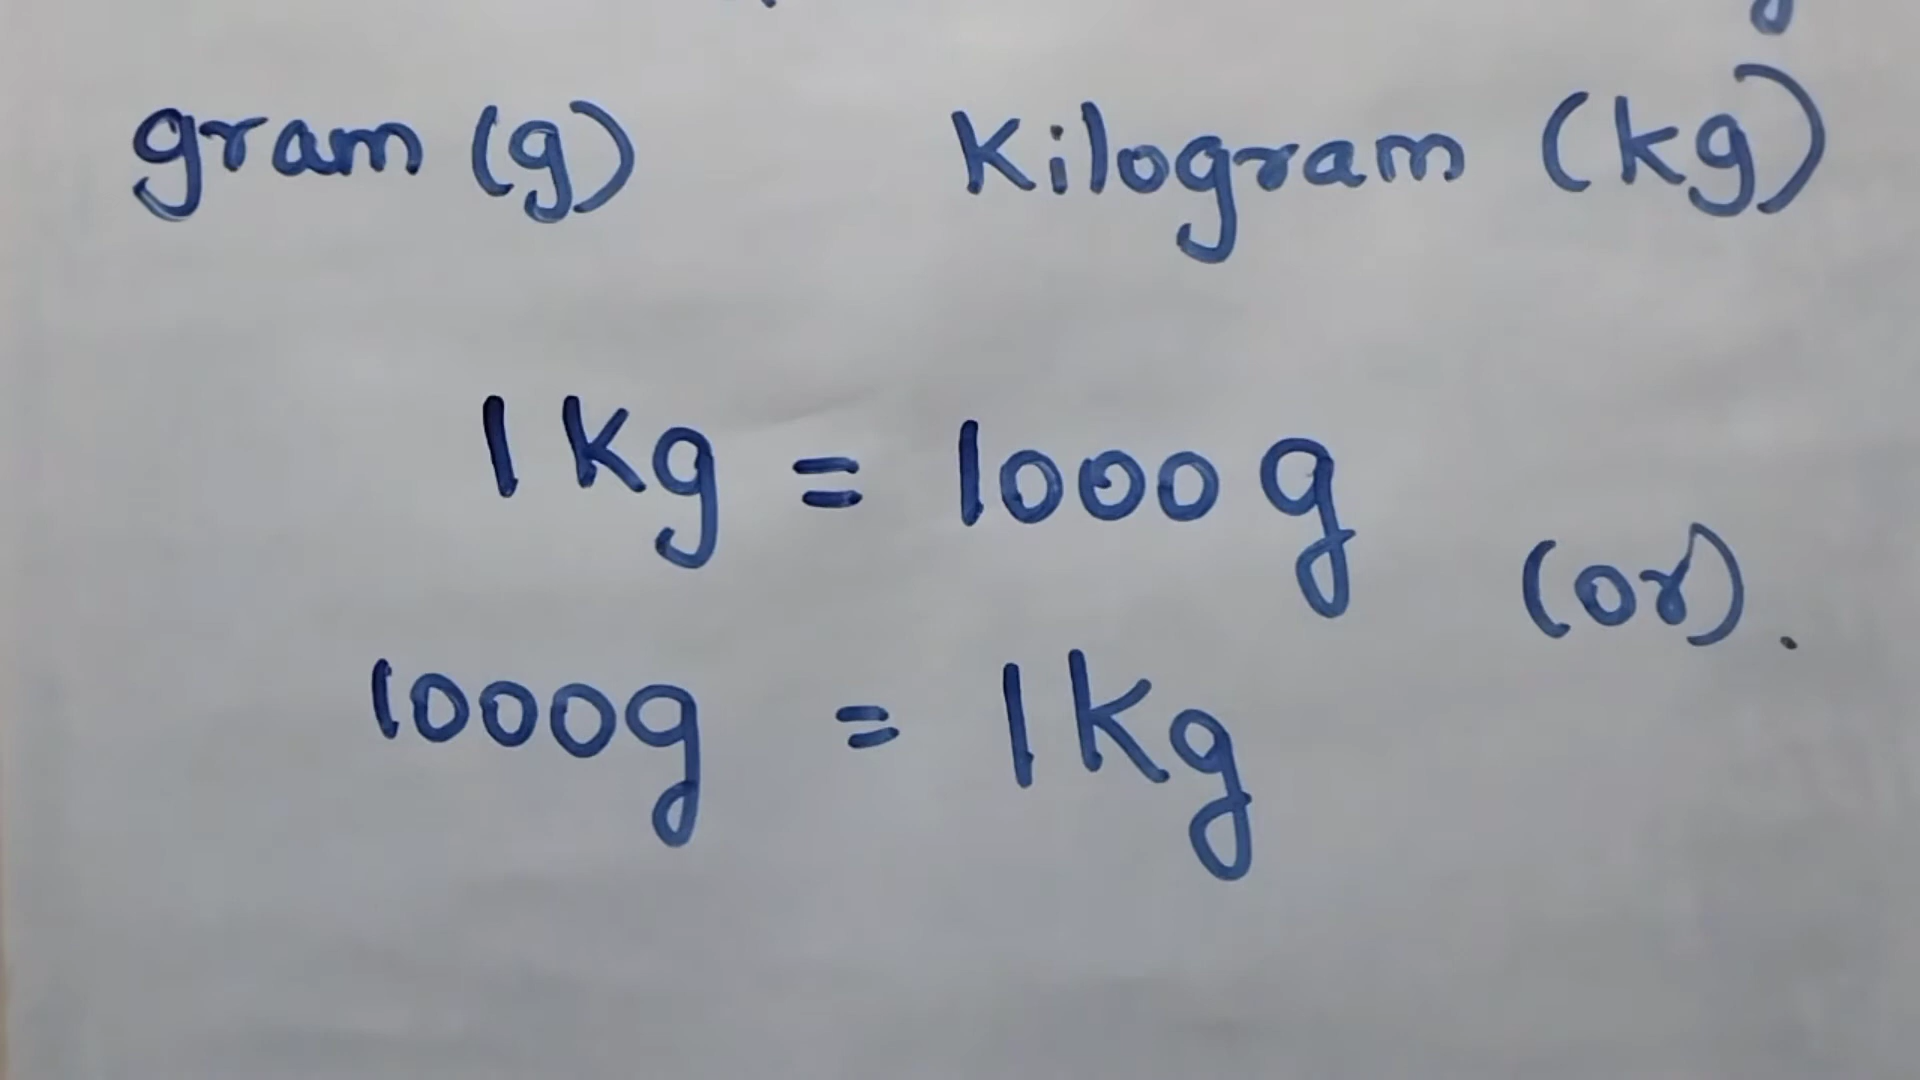 gram (g) Kilogram (kg)
1 kg = 1000 g
(or).
1000g = 1 kg